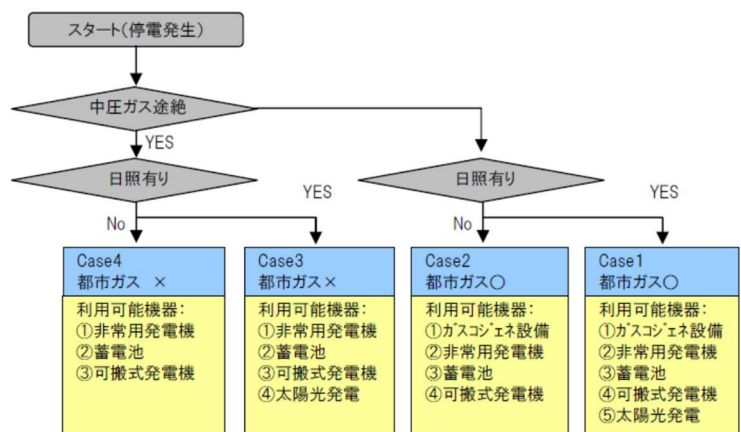 スタート(停電発生)
中圧ガス途絶
YES
日照有り
YES
No
日照有り
YES
No
Case4
都市ガス ×
利用可能機器:
①非常用発電機
②蓄電池
③可搬式発電機
Case3
都市ガス×
利用可能機器:
①非常用発電機
②蓄電池
③可搬式発電機
④太陽光発電
Case2
都市ガス○
利用可能機器:
①ガスコジェネ設備
②非常用発電機
③蓄電池
④可搬式発電機
Case1
都市ガス○
利用可能機器:
①ガスコジェネ設備
②非常用発電機
③蓄電池
④可搬式発電機
⑤太陽光発電